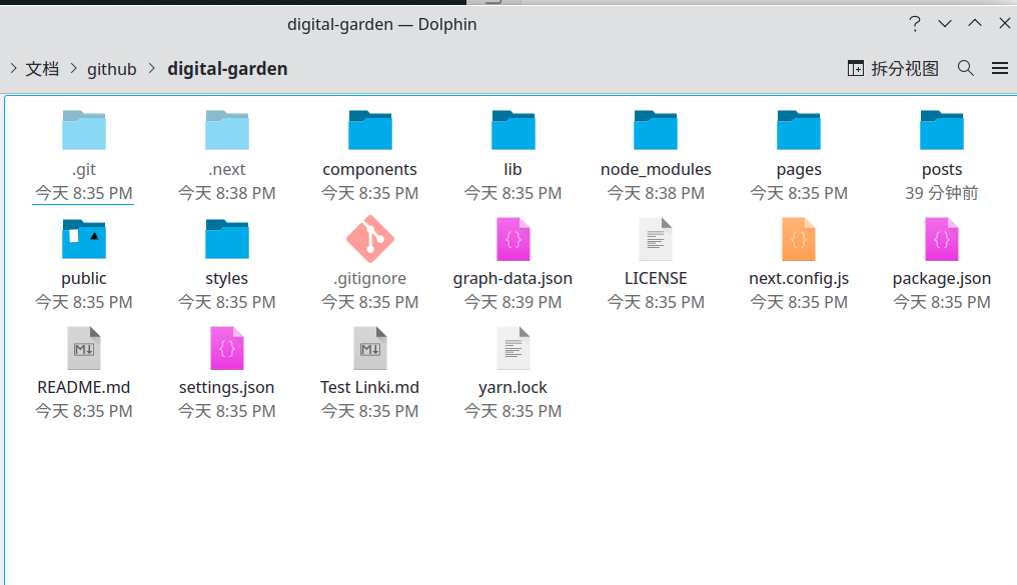 digital-garden — Dolphin
文档 github digital-garden 拆分视图
.git .next components lib node_modules pages posts
今天 8:35 PM 今天 8:38 PM 今天 8:35 PM 今天 8:35 PM 今天 8:38 PM 今天 8:35 PM 39 分钟前
public styles .gitignore graph-data.json LICENSE next.config.js package.json
今天 8:35 PM 今天 8:35 PM 今天 8:35 PM 今天 8:39 PM 今天 8:35 PM 今天 8:35 PM 今天 8:35 PM
README.md settings.json Test Linki.md yarn.lock
今天 8:35 PM 今天 8:35 PM 今天 8:35 PM 今天 8:35 PM